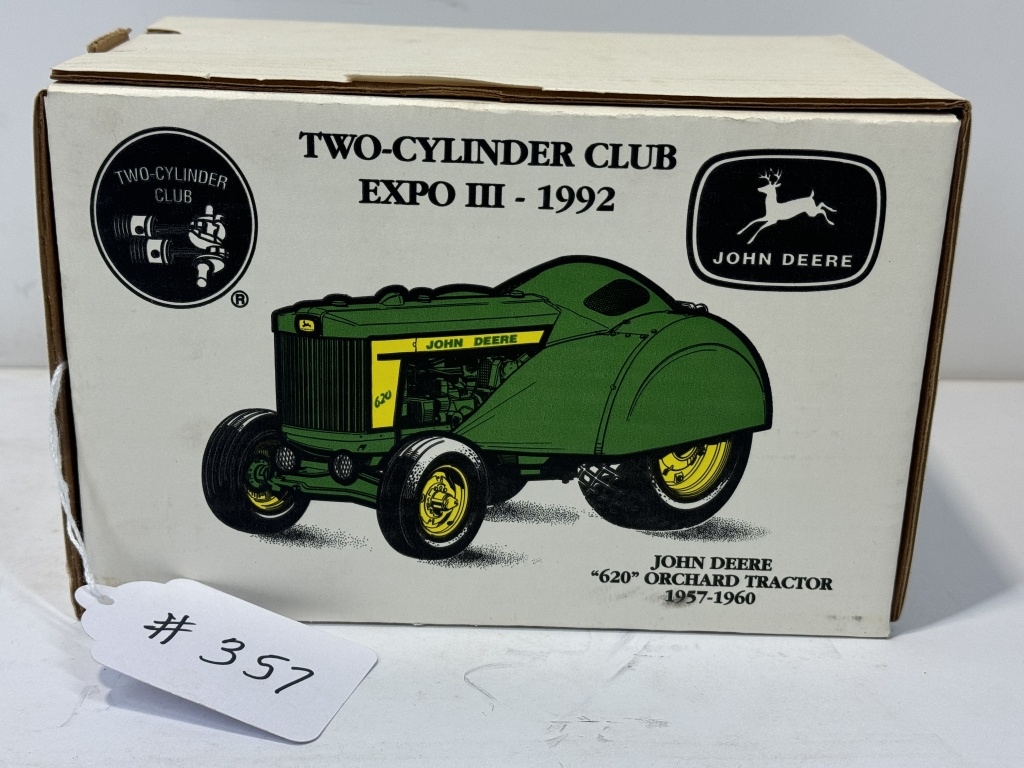 TWO-CYLINDER CLUB
EXPO III - 1992
TWO-CYLINDER
CLUB
®
JOHN DEERE
JOHN DEERE
620
JOHN DEERE
"620" ORCHARD TRACTOR
1957-1960
# 357